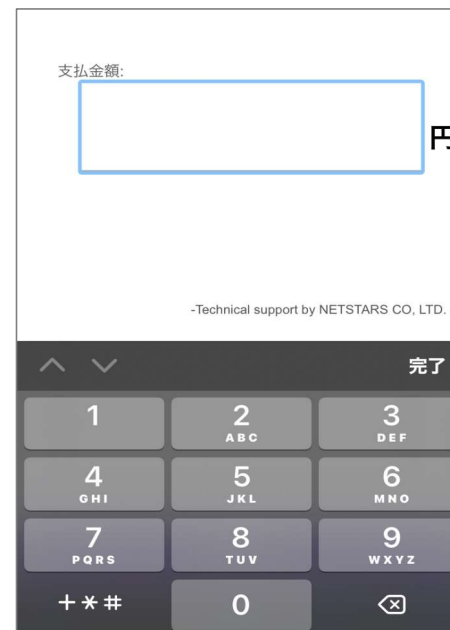 支払金額:
円
-Technical support by NETSTARS CO, LTD.
完了
1 2 3
ABC DEF
4 5 6
GHI JKL MNO
7 8 9
PQRS TUV WXYZ
+*# 0